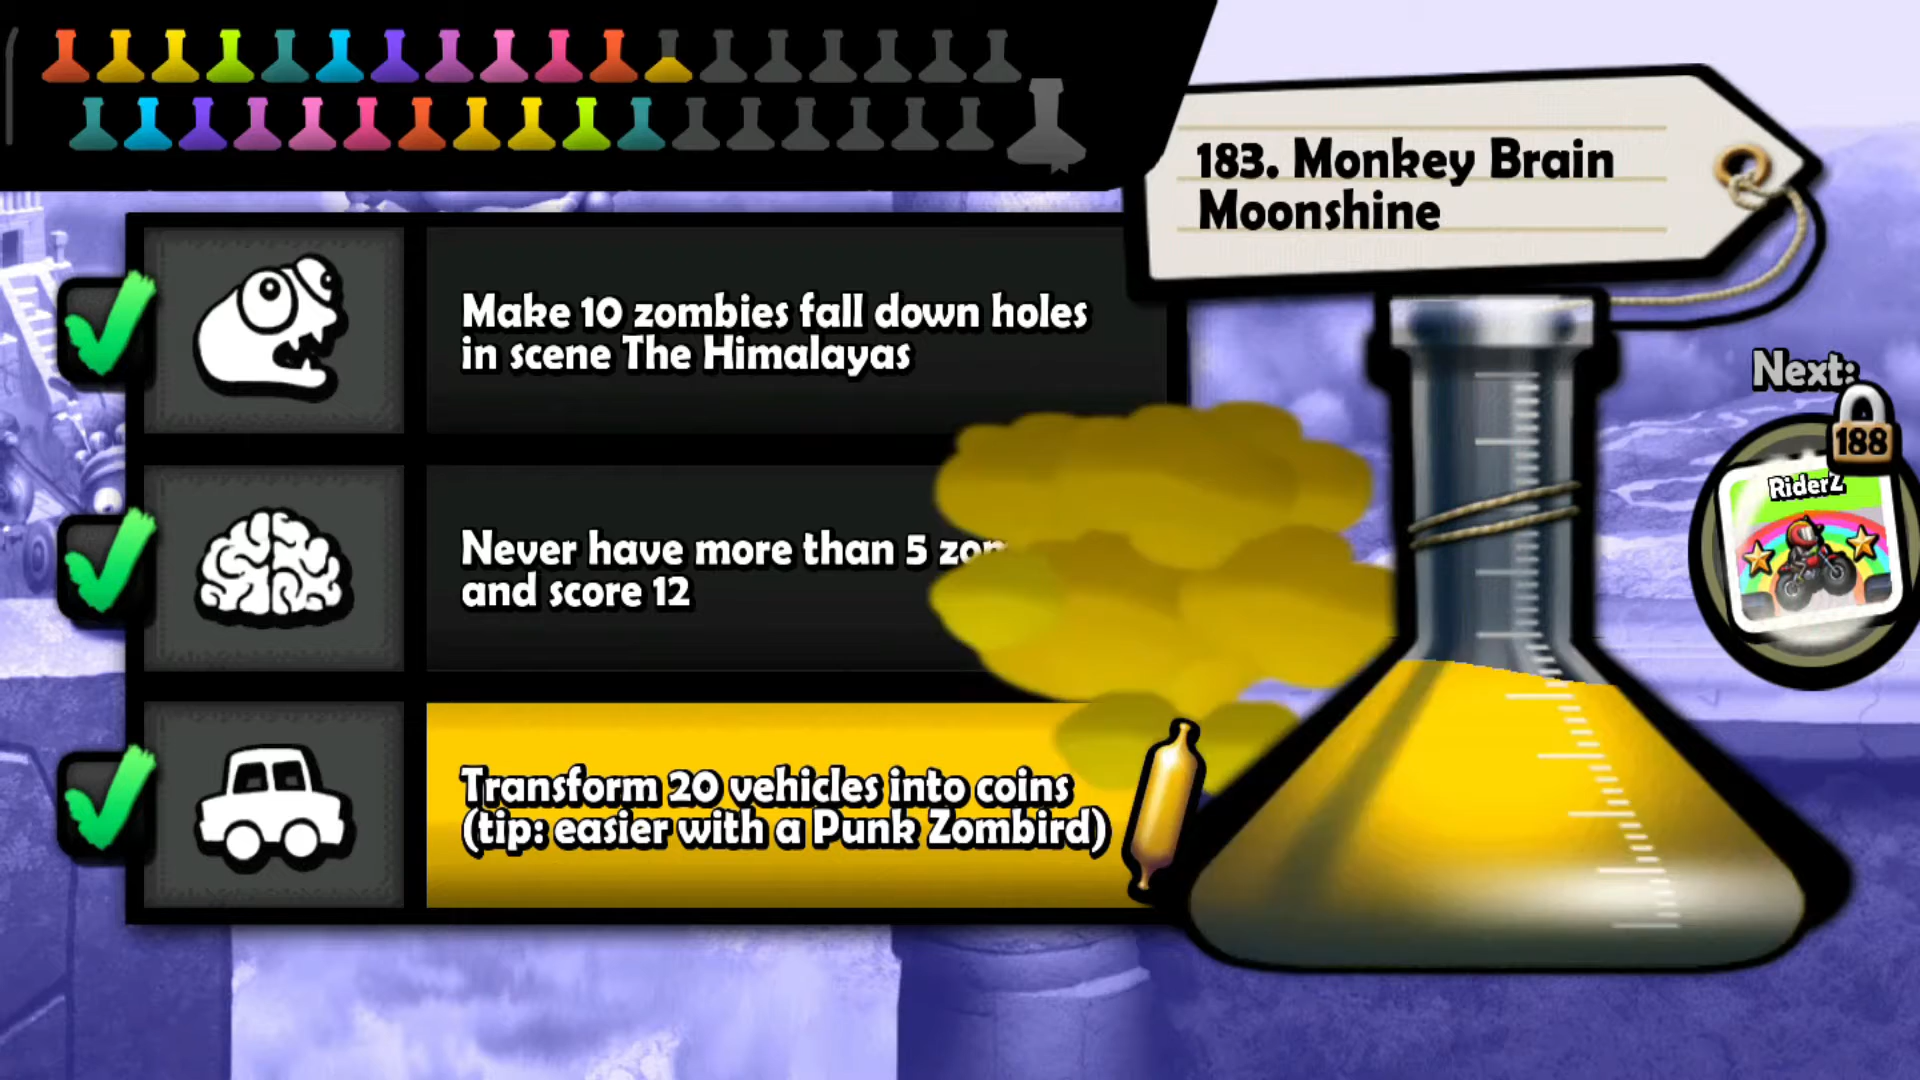 183. Monkey Brain
Moonshine
Make 10 zombies fall down holes
in scene The Himalayas
Never have more than 5
and score 12
Transform 20 vehicles into coins
(tip: easier with a Punk Zombird)
Next:
188
RiderZ